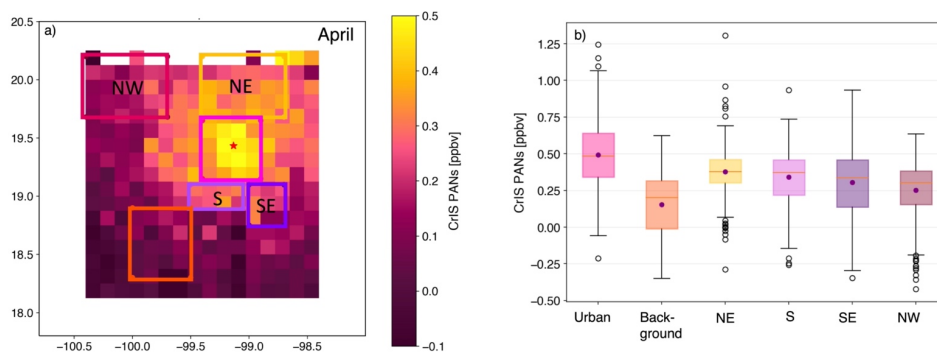 a)
April
20.5
20.0
19.5
19.0
18.5
18.0
−100.5
−100.0
−99.5
−99.0
−98.5
NW
NE
S
SE
0.5
0.4
0.3
0.2
0.1
0.0
−0.1
CrIS PANs [ppbv]
b)
CrIS PANs [ppbv]
1.25
1.00
0.75
0.50
0.25
0.00
−0.25
−0.50
Urban
Back-
ground
NE
S
SE
NW